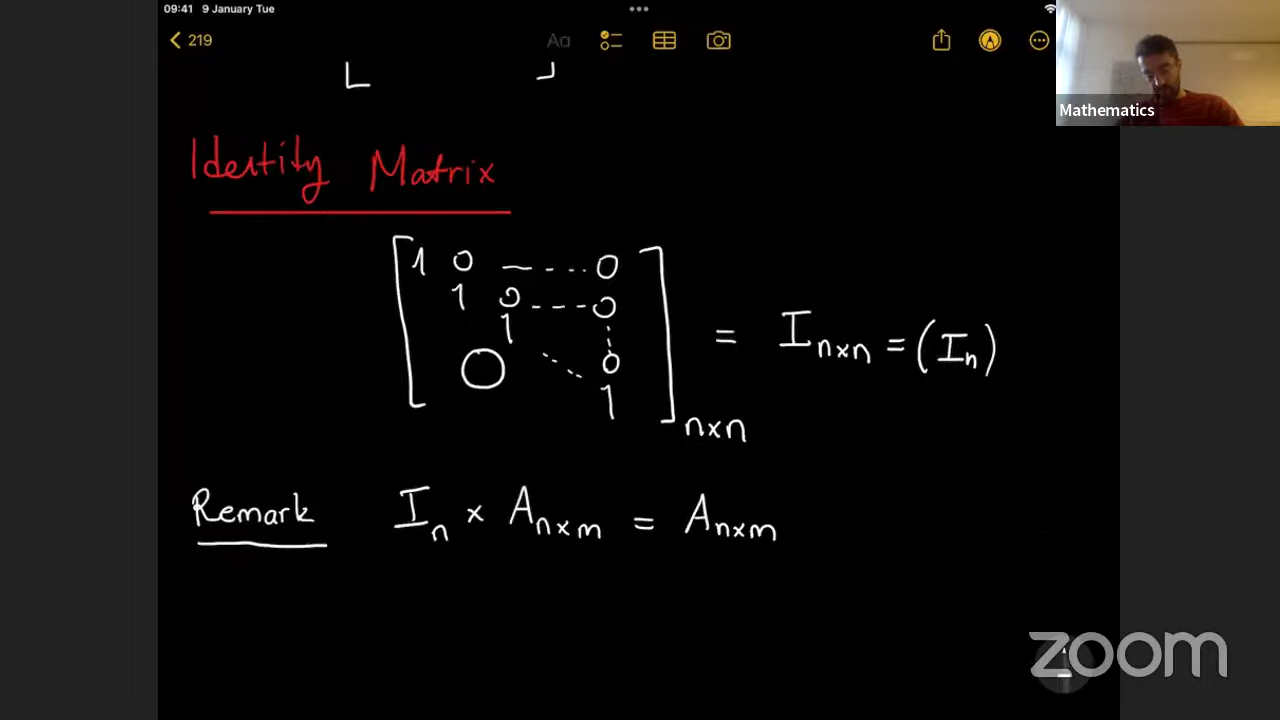 09:41 9 January Tue
219
Aa
Mathematics
Identity Matrix
1 0 — - - - · · 0
1 0 - - - - 0
1
0 0
1
n×n
= I n×n = (I n)
Remark I n × A n×m = A n×m
zoom